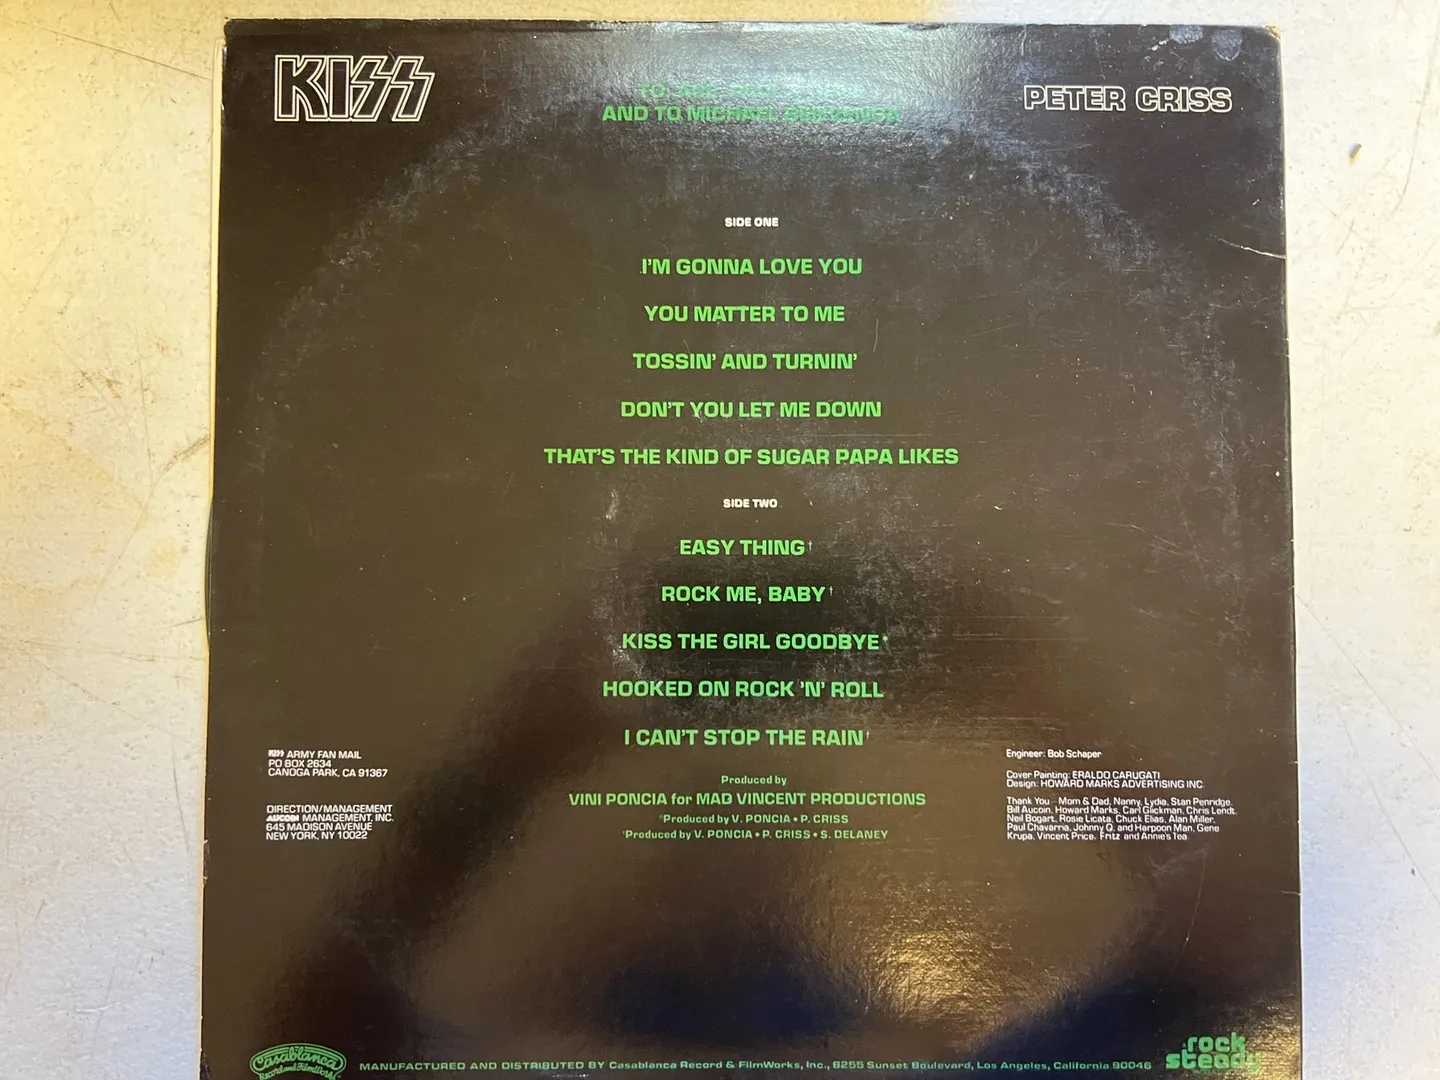 KISS
TO
AND TO MICHAEL
PETER CRISS
SIDE ONE
I'M GONNA LOVE YOU
YOU MATTER TO ME
TOSSIN' AND TURNIN'
DON'T YOU LET ME DOWN
THAT'S THE KIND OF SUGAR PAPA LIKES
SIDE TWO
EASY THING†
ROCK ME, BABY†
KISS THE GIRL GOODBYE*
HOOKED ON ROCK 'N' ROLL
I CAN'T STOP THE RAIN†
Produced by
VINI PONCIA for MAD VINCENT PRODUCTIONS
*Produced by V. PONCIA • P. CRISS
†Produced by V. PONCIA • P. CRISS • S. DELANEY
KISS ARMY FAN MAIL
PO BOX 2634
CANOGA PARK, CA 91367
DIRECTION/MANAGEMENT
AUCOIN MANAGEMENT, INC.
645 MADISON AVENUE
NEW YORK, NY 10022
Engineer: Bob Schaper
Cover Painting: ERALDO CARUGATI
Design: HOWARD MARKS ADVERTISING INC.
Thank You - Mom & Dad, Nanny, Lydia, Stan Penridge,
Bill Aucoin, Howard Marks, Carl Glickman, Chris Lendt,
Neil Bogart, Rosie Licata, Chuck Elias, Alan Miller,
Paul Chavarria, Johnny Q. and Harpoon Man, Gene
Krupa, Vincent Price, Fritz and Annie's Tea
Casablanca
Record and FilmWorks
MANUFACTURED AND DISTRIBUTED BY Casablanca Record & FilmWorks, Inc., 8255 Sunset Boulevard, Los Angeles, California 90046
rock
steady